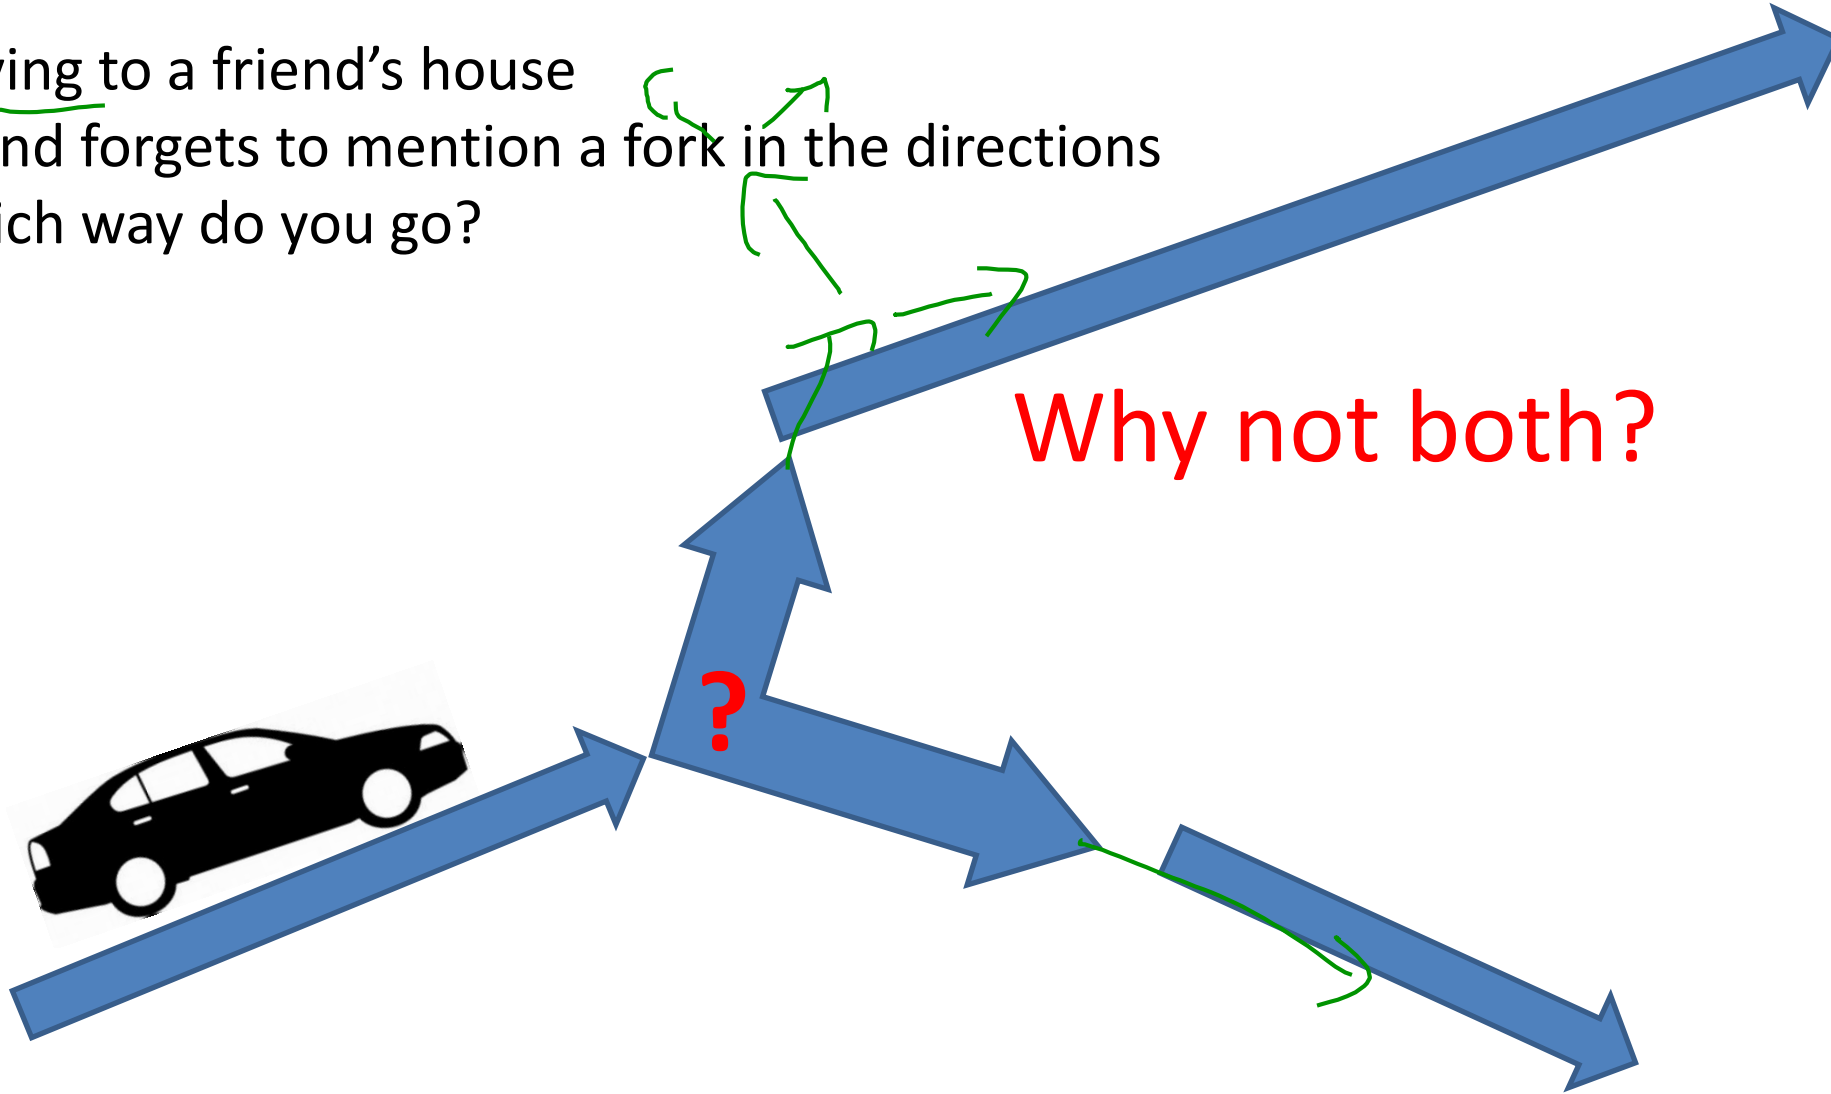 ving to a friend’s house
nd forgets to mention a fork in the directions
ich way do you go?
Why not both?
?